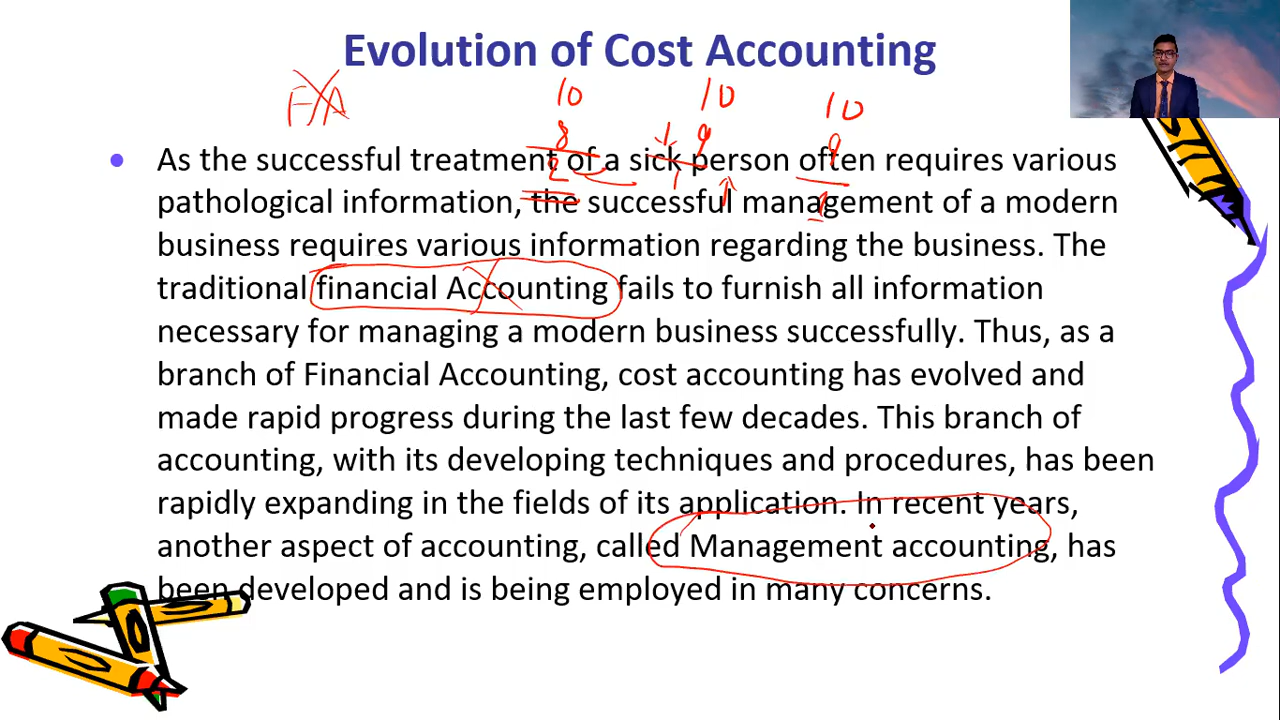 Evolution of Cost Accounting
FA
10 10 10
8 9 9
2 1
• As the successful treatment of a sick person often requires various
pathological information, the successful management of a modern
business requires various information regarding the business. The
traditional financial Accounting fails to furnish all information
necessary for managing a modern business successfully. Thus, as a
branch of Financial Accounting, cost accounting has evolved and
made rapid progress during the last few decades. This branch of
accounting, with its developing techniques and procedures, has been
rapidly expanding in the fields of its application. In recent years,
another aspect of accounting, called Management accounting, has
been developed and is being employed in many concerns.